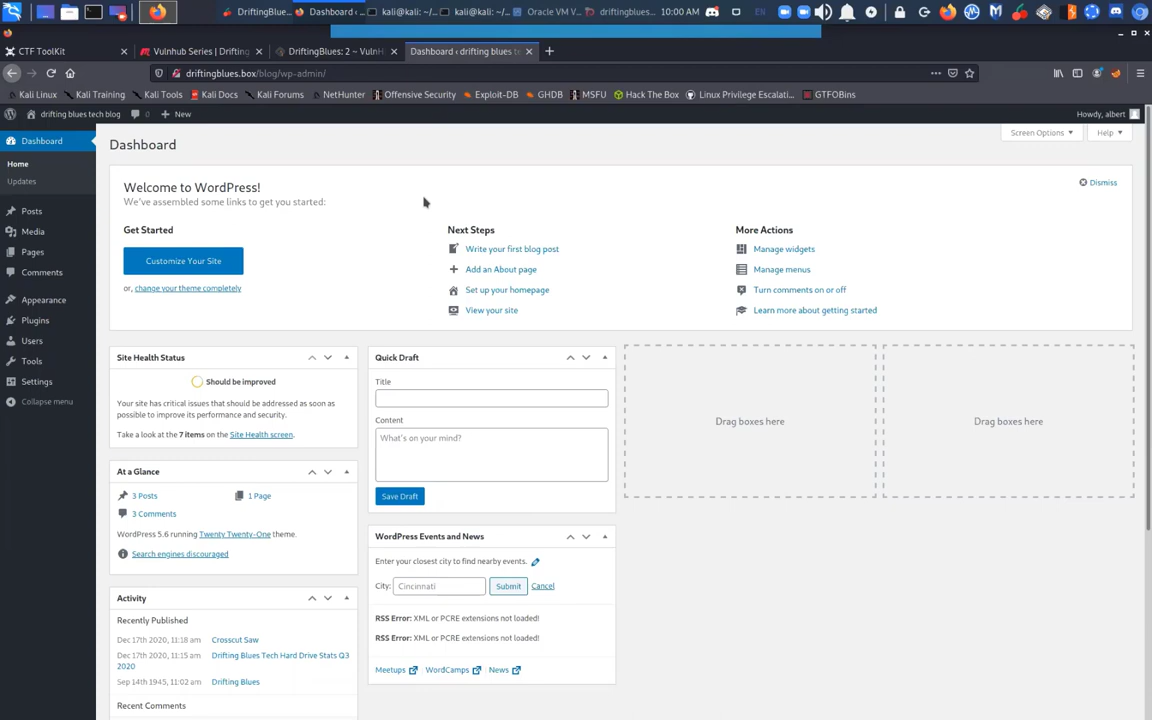 DriftingBlue...
Dashboard ‹
kali@kali: ~/...
kali@kali: ~/...
Oracle VM V...
driftingblues...
10:00 AM
EN
CTF ToolKit
Vulnhub Series | Drifting
DriftingBlues: 2 ~ VulnH
Dashboard ‹ drifting blues te
driftingblues.box/blog/wp-admin/
Kali Linux
Kali Training
Kali Tools
Kali Docs
Kali Forums
NetHunter
Offensive Security
Exploit-DB
GHDB
MSFU
Hack The Box
Linux Privilege Escalati...
GTFOBins
drifting blues tech blog
0
New
Howdy, albert
Dashboard
Home
Updates
Posts
Media
Pages
Comments
Appearance
Plugins
Users
Tools
Settings
Collapse menu
Dashboard
Screen Options
Help
Welcome to WordPress!
We've assembled some links to get you started:
Dismiss
Get Started
Customize Your Site
or, change your theme completely
Next Steps
Write your first blog post
Add an About page
Set up your homepage
View your site
More Actions
Manage widgets
Manage menus
Turn comments on or off
Learn more about getting started
Site Health Status
Should be improved
Your site has critical issues that should be addressed as soon as
possible to improve its performance and security.
Take a look at the 7 items on the Site Health screen.
At a Glance
3 Posts
1 Page
3 Comments
WordPress 5.6 running Twenty Twenty-One theme.
Search engines discouraged
Activity
Recently Published
Dec 17th 2020, 11:18 am
Crosscut Saw
Dec 17th 2020, 11:15 am
Drifting Blues Tech Hard Drive Stats Q3
2020
Sep 14th 1945, 11:02 am
Drifting Blues
Recent Comments
Quick Draft
Title
Content
What's on your mind?
Save Draft
WordPress Events and News
Enter your closest city to find nearby events.
City:
Cincinnati
Submit
Cancel
RSS Error: XML or PCRE extensions not loaded!
RSS Error: XML or PCRE extensions not loaded!
Meetups
WordCamps
News
Drag boxes here
Drag boxes here